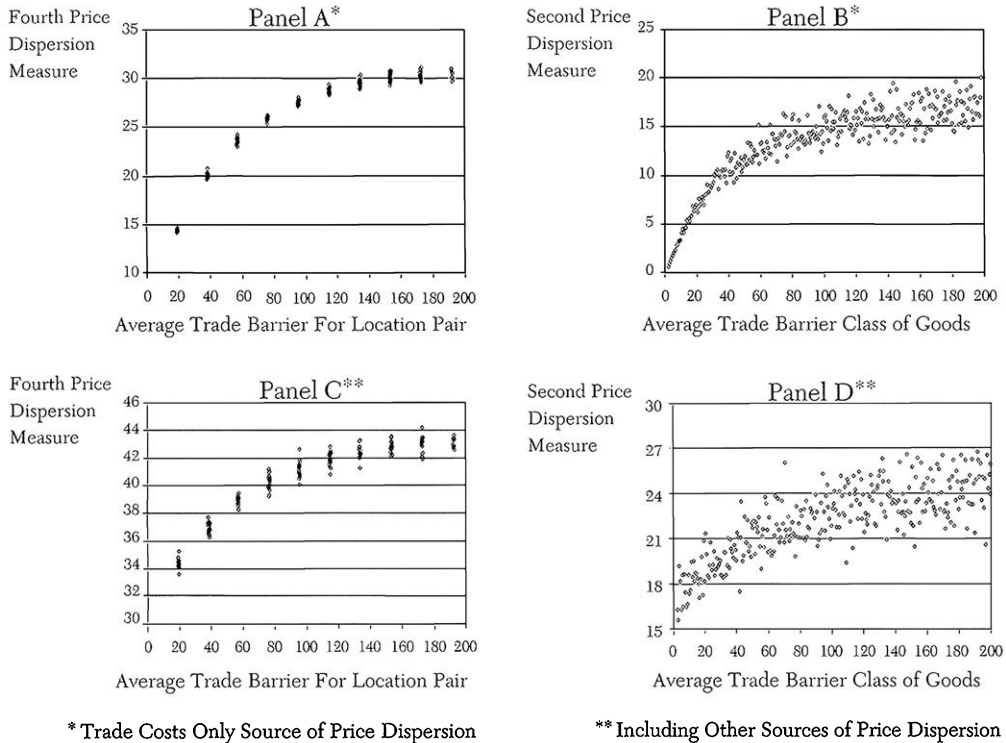 Fourth Price
Dispersion
Measure
Panel A*
35
30
25
20
15
10
0 20 40 60 80 100 120 140 160 180 200
Average Trade Barrier For Location Pair
Second Price
Dispersion
Measure
Panel B*
25
20
15
10
5
0
0 20 40 60 80 100 120 140 160 180 200
Average Trade Barrier Class of Goods
Fourth Price
Dispersion
Measure
Panel C**
46
44
42
40
38
36
34
32
30
0 20 40 60 80 100 120 140 160 180 200
Average Trade Barrier For Location Pair
Second Price
Dispersion
Measure
Panel D**
30
27
24
21
18
15
0 20 40 60 80 100 120 140 160 180 200
Average Trade Barrier Class of Goods
* Trade Costs Only Source of Price Dispersion
** Including Other Sources of Price Dispersion